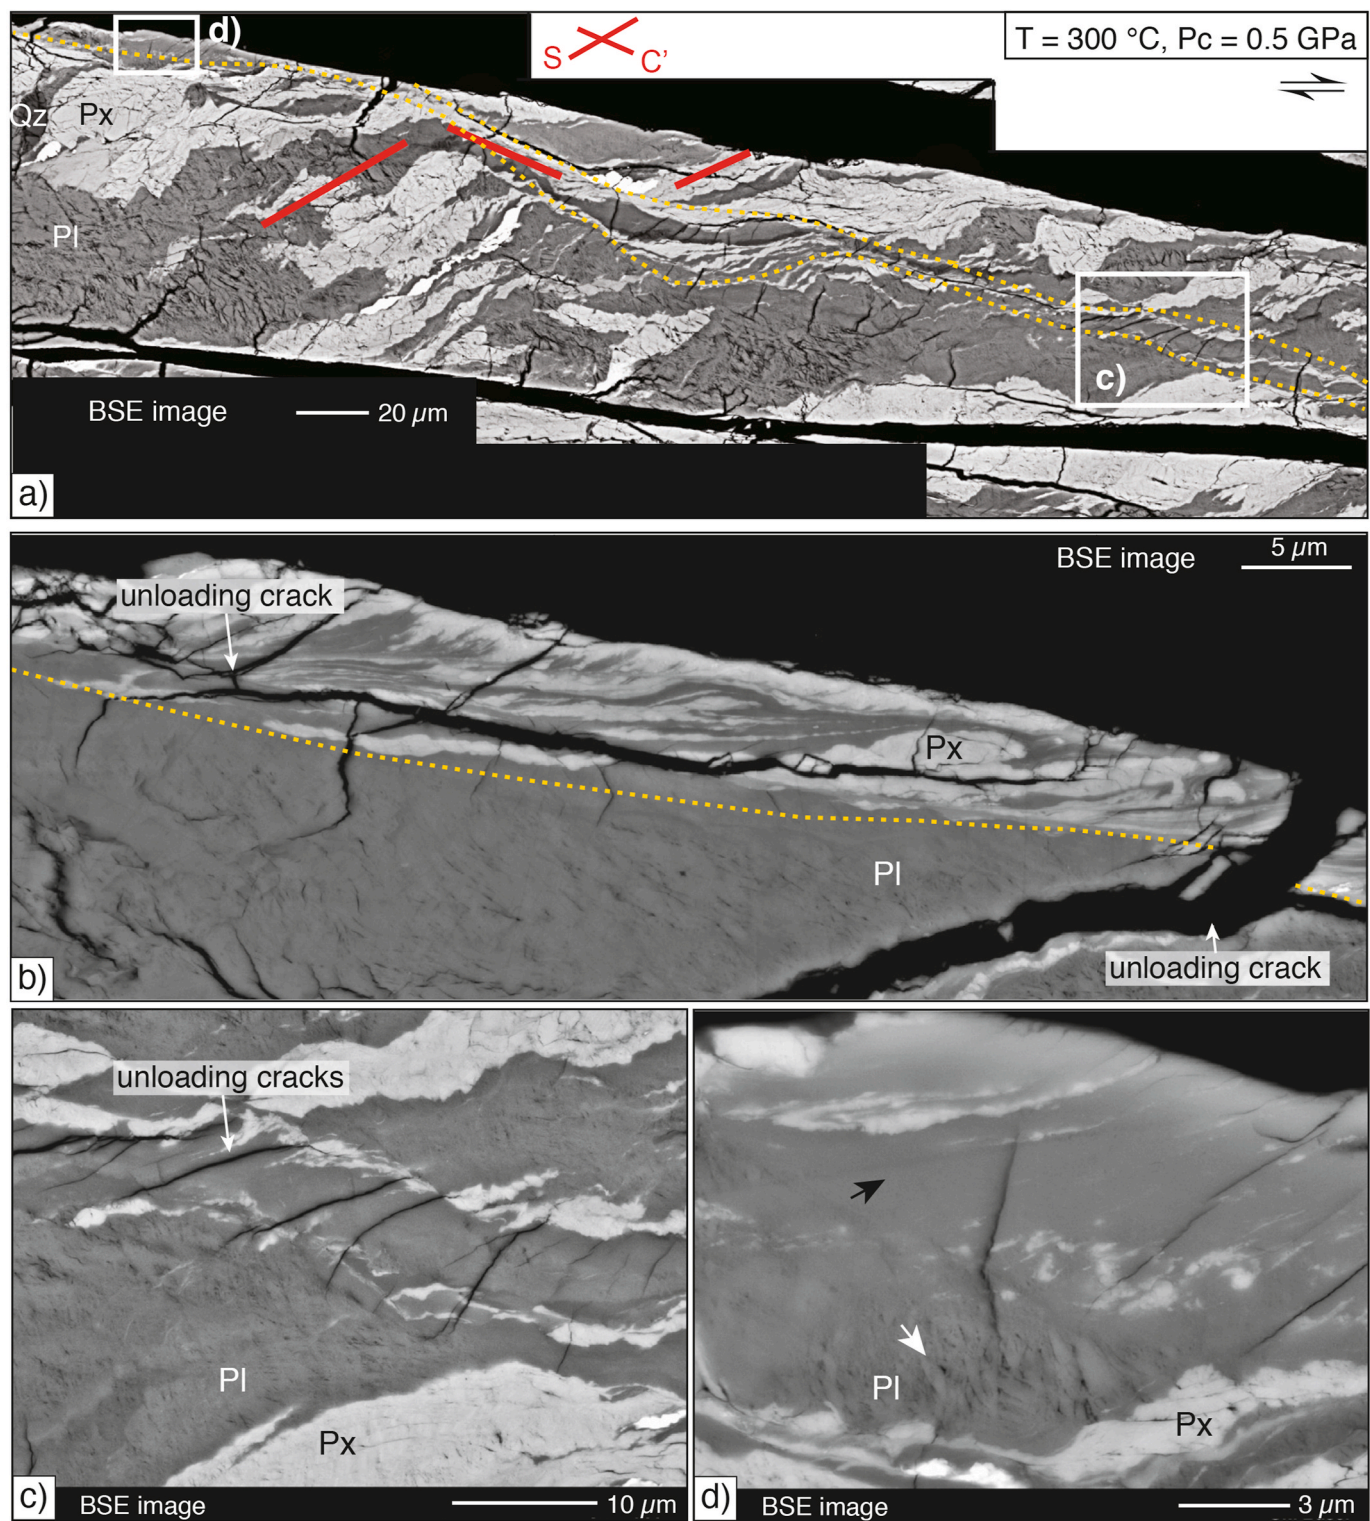 d)
S
C'
T = 300 °C, Pc = 0.5 GPa
Qz
Px
Pl
c)
BSE image
20 µm
a)
BSE image
5 µm
unloading crack
Px
Pl
unloading crack
b)
unloading cracks
Pl
Px
c)
BSE image
10 µm
Pl
Px
d)
BSE image
3 µm